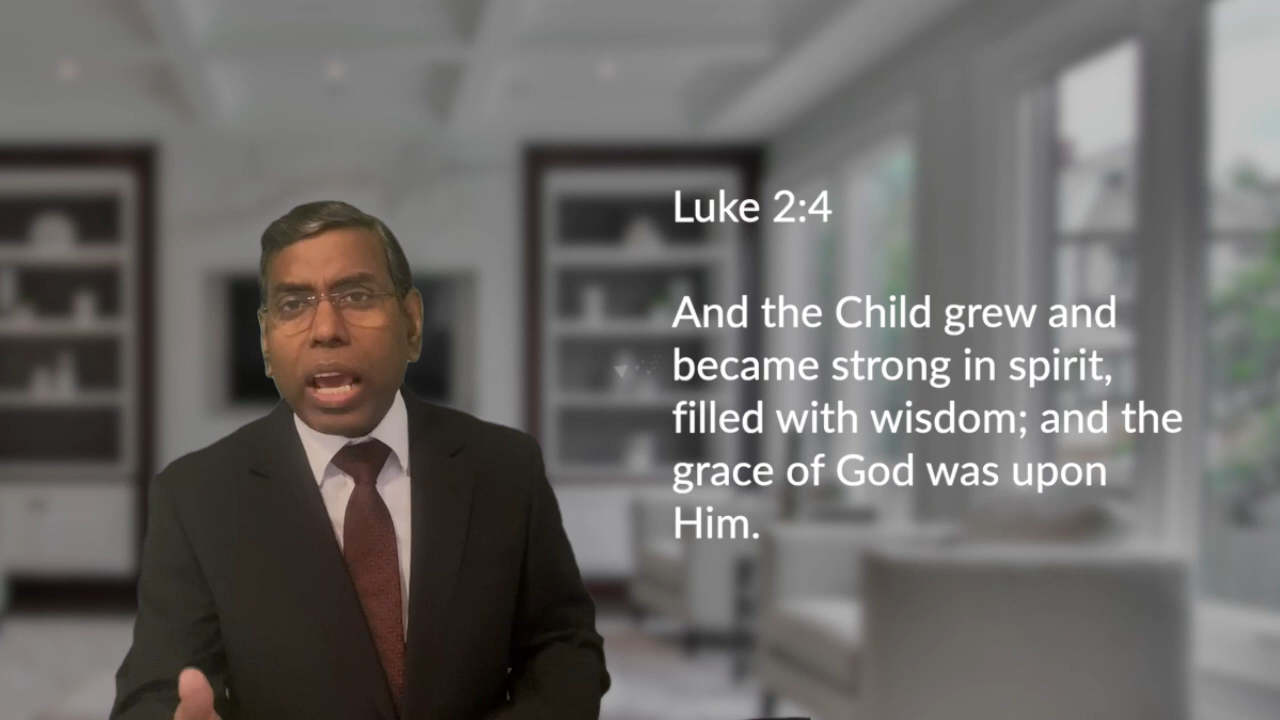 Luke 2:4
And the Child grew and
became strong in spirit,
filled with wisdom; and the
grace of God was upon
Him.